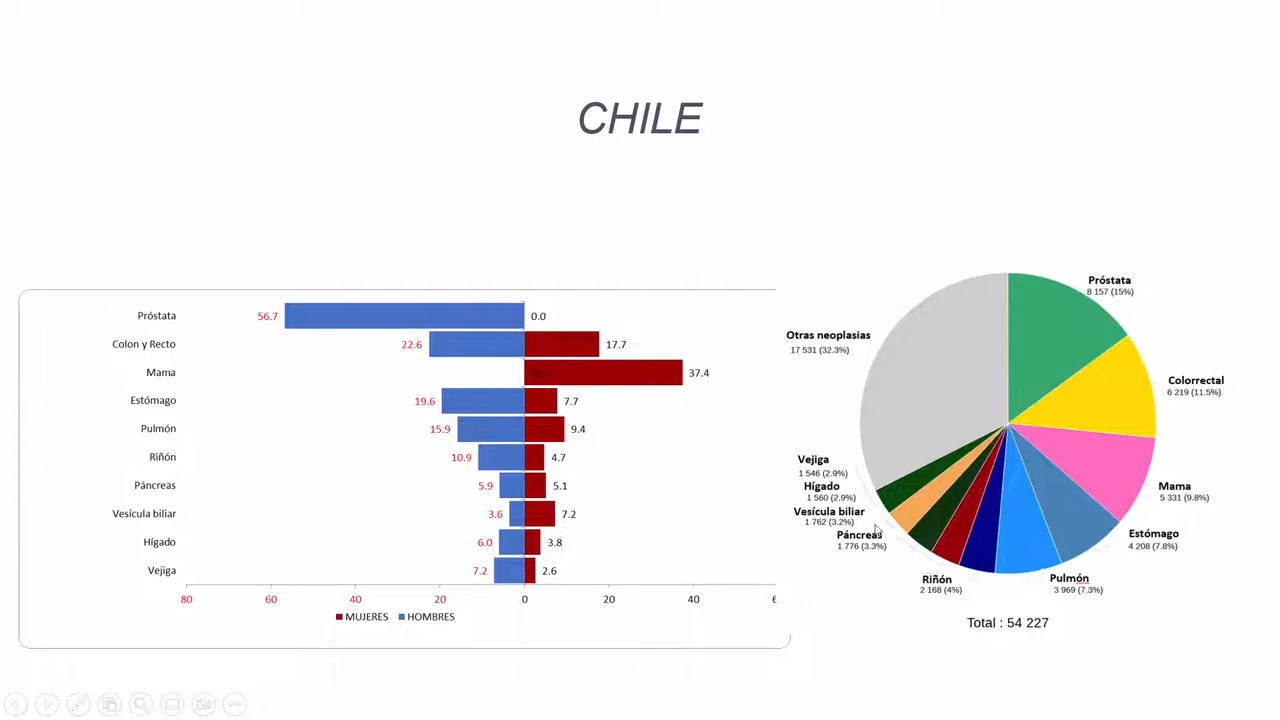 CHILE
Próstata 56.7 0.0
Colon y Recto 22.6 17.7
Mama 37.4
Estómago 19.6 7.7
Pulmón 15.9 9.4
Riñón 10.9 4.7
Páncreas 5.9 5.1
Vesícula biliar 3.6 7.2
Hígado 6.0 3.8
Vejiga 7.2 2.6
80 60 40 20 0 20 40
MUJERES HOMBRES
Próstata
8 157 (15%)
Colorrectal
6 219 (11.5%)
Mama
5 331 (9.8%)
Estómago
4 208 (7.8%)
Pulmón
3 969 (7.3%)
Riñón
2 168 (4%)
Páncreas
1 776 (3.3%)
Vesícula biliar
1 762 (3.2%)
Hígado
1 560 (2.9%)
Vejiga
1 546 (2.9%)
Otras neoplasias
17 531 (32.3%)
Total : 54 227